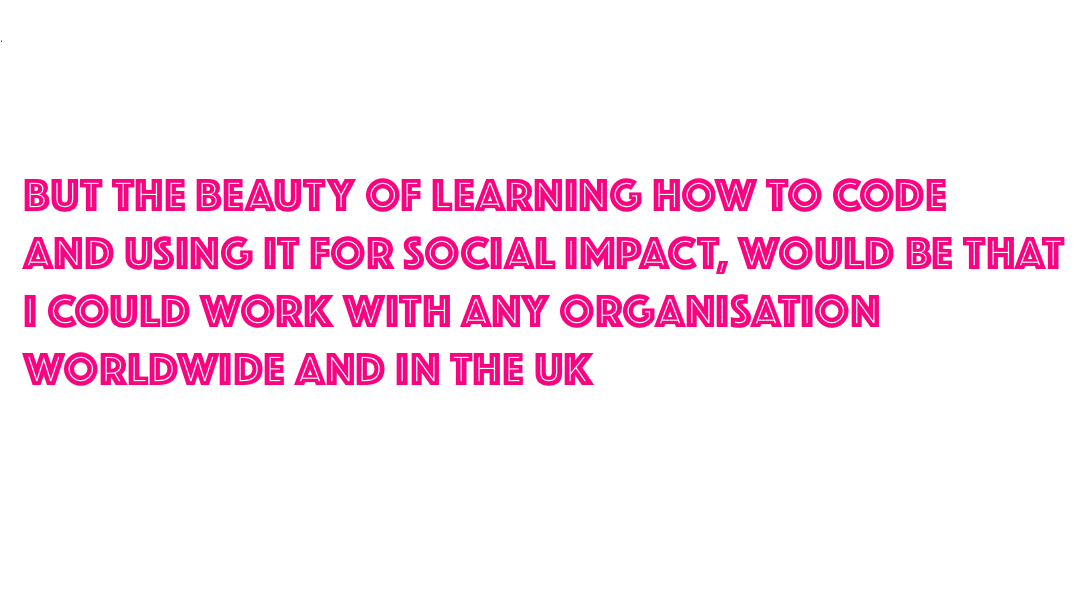 BUT THE BEAUTY OF LEARNING HOW TO CODE
AND USING IT FOR SOCIAL IMPACT, WOULD BE THAT
I COULD WORK WITH ANY ORGANISATION
WORLDWIDE AND IN THE UK